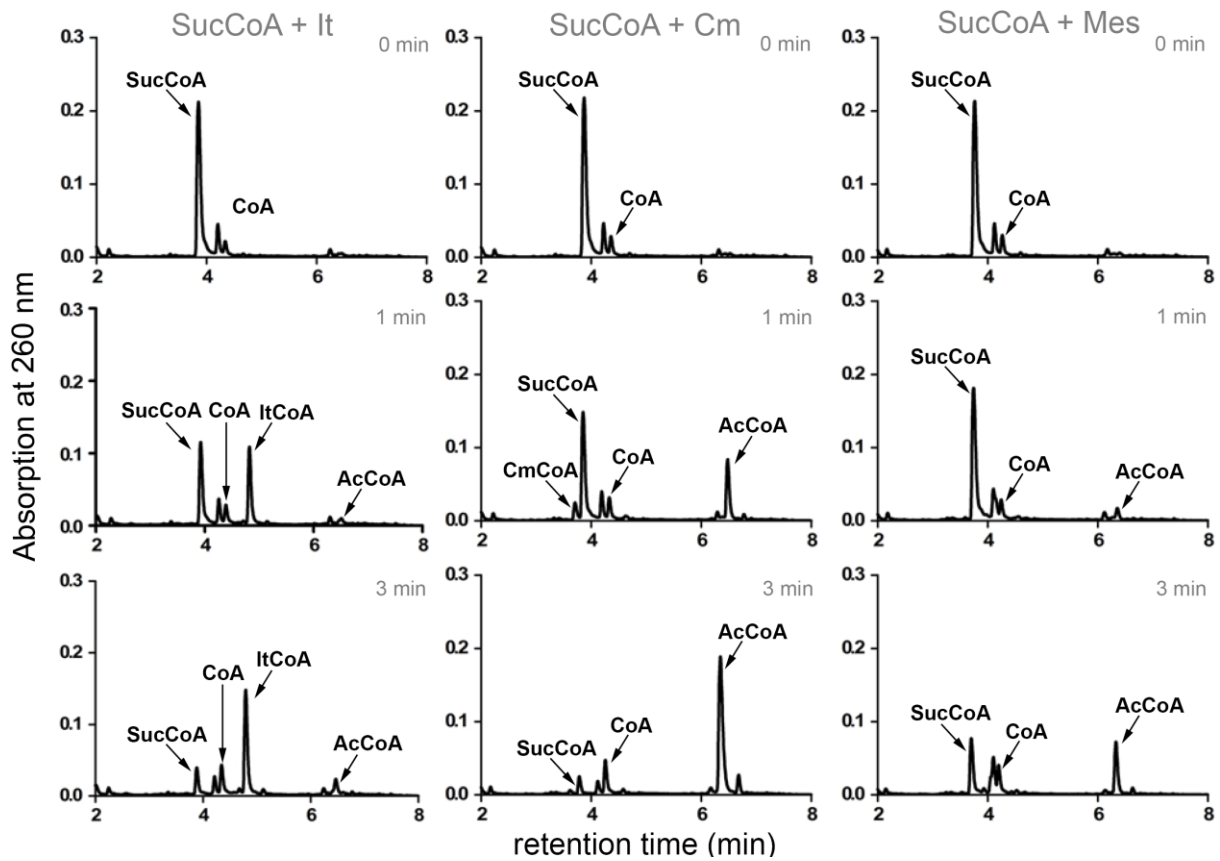 SucCoA + It
SucCoA + Cm
SucCoA + Mes
Absorption at 260 nm
0.3
0.2
0.1
0.0
2
4
6
8
0 min
SucCoA
CoA
0.3
0.2
0.1
0.0
2
4
6
8
0 min
SucCoA
CoA
0.3
0.2
0.1
0.0
2
4
6
8
0 min
SucCoA
CoA
0.3
0.2
0.1
0.0
2
4
6
8
1 min
SucCoA
CoA
ItCoA
AcCoA
0.3
0.2
0.1
0.0
2
4
6
8
1 min
SucCoA
CmCoA
CoA
AcCoA
0.3
0.2
0.1
0.0
2
4
6
8
1 min
SucCoA
CoA
AcCoA
0.3
0.2
0.1
0.0
2
4
6
8
3 min
SucCoA
CoA
ItCoA
AcCoA
0.3
0.2
0.1
0.0
2
4
6
8
3 min
SucCoA
CoA
AcCoA
0.3
0.2
0.1
0.0
2
4
6
8
3 min
SucCoA
CoA
AcCoA
retention time (min)